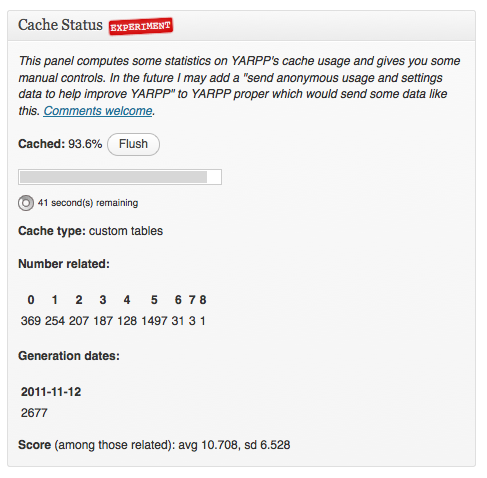 Cache Status EXPERIMENT
This panel computes some statistics on YARPP's cache usage and gives you some
manual controls. In the future I may add a "send anonymous usage and settings
data to help improve YARPP" to YARPP proper which would send some data like
this. Comments welcome.
Cached: 93.6% Flush
41 second(s) remaining
Cache type: custom tables
Number related:
0 1 2 3 4 5 6 7 8
369 254 207 187 128 1497 31 3 1
Generation dates:
2011-11-12
2677
Score (among those related): avg 10.708, sd 6.528